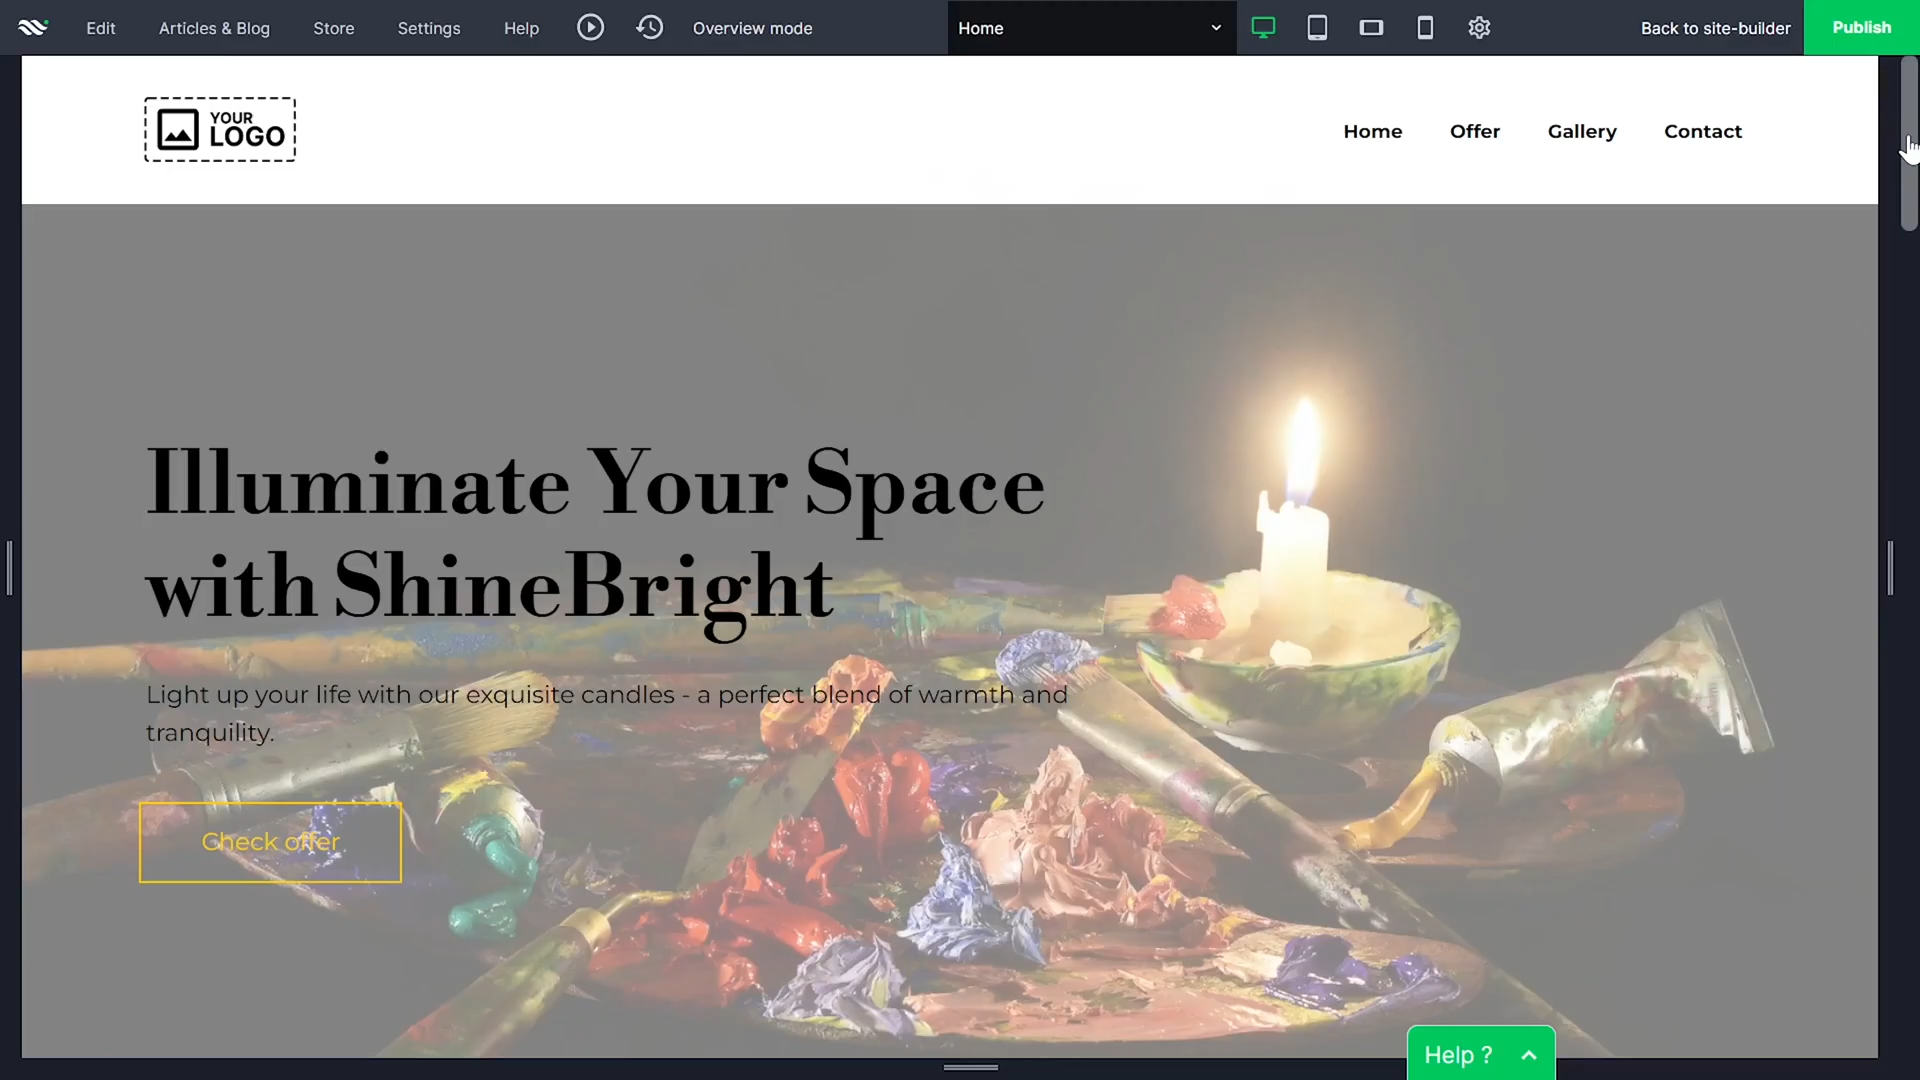 Edit Articles & Blog Store Settings Help Overview mode Home Back to site-builder Publish
YOUR
LOGO
Home Offer Gallery Contact
Illuminate Your Space
with ShineBright
Light up your life with our exquisite candles - a perfect blend of warmth and
tranquility.
Check offer
Help ?